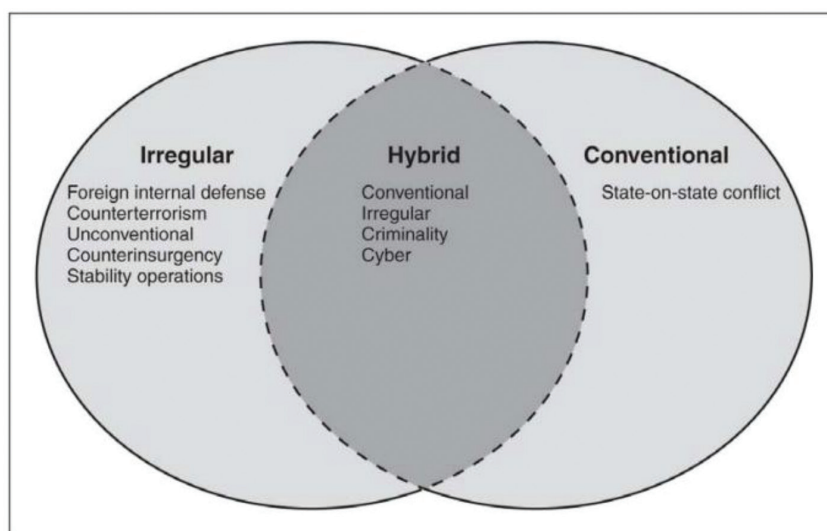 Irregular
Foreign internal defense
Counterterrorism
Unconventional
Counterinsurgency
Stability operations
Hybrid
Conventional
Irregular
Criminality
Cyber
Conventional
State-on-state conflict